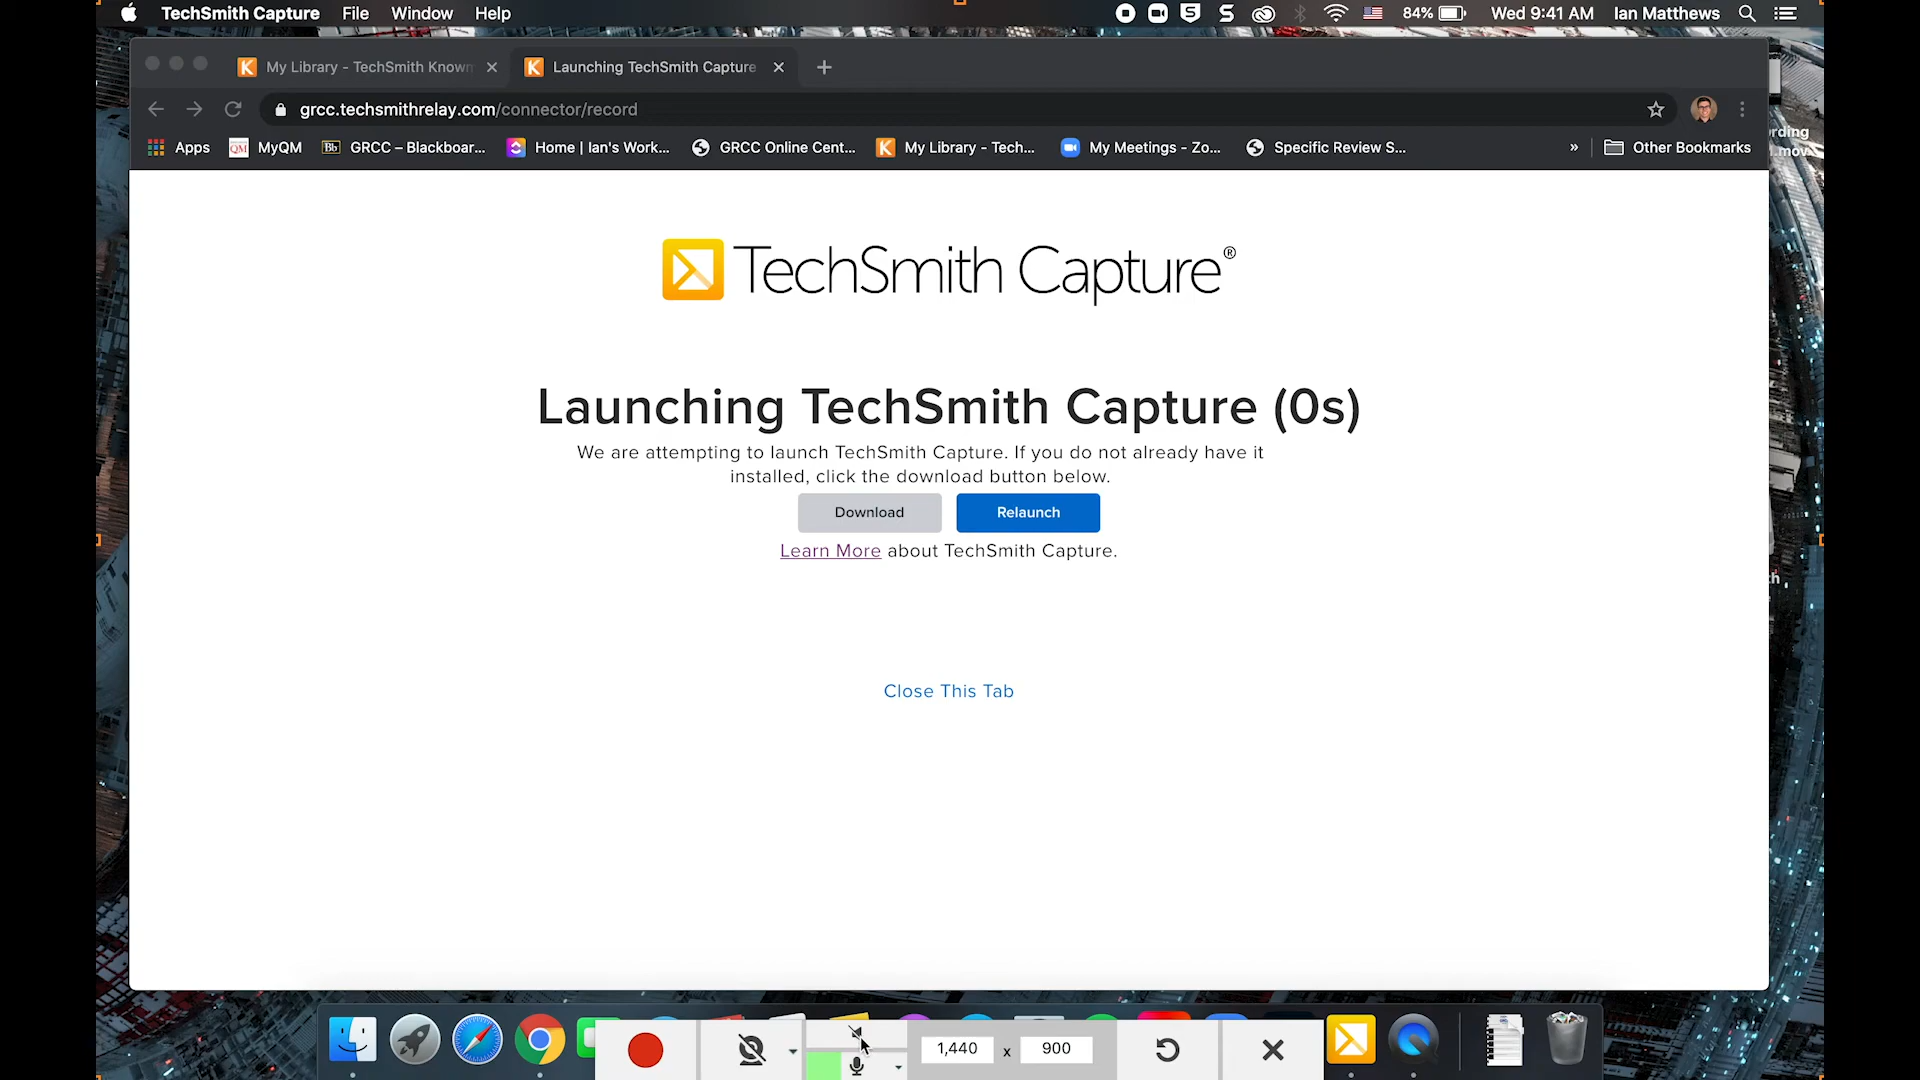 TechSmith Capture File Window Help 84% Wed 9:41 AM Ian Matthews
My Library - TechSmith Know Launching TechSmith Capture
grcc.techsmithrelay.com/connector/record
Apps QM MyQM Bb GRCC – Blackboar... Home | Ian's Work... GRCC Online Cent... My Library - Tech... My Meetings - Zo... Specific Review S... » Other Bookmarks
TechSmith Capture®
Launching TechSmith Capture (0s)
We are attempting to launch TechSmith Capture. If you do not already have it
installed, click the download button below.
Download Relaunch
Learn More about TechSmith Capture.
Close This Tab
1,440 x 900